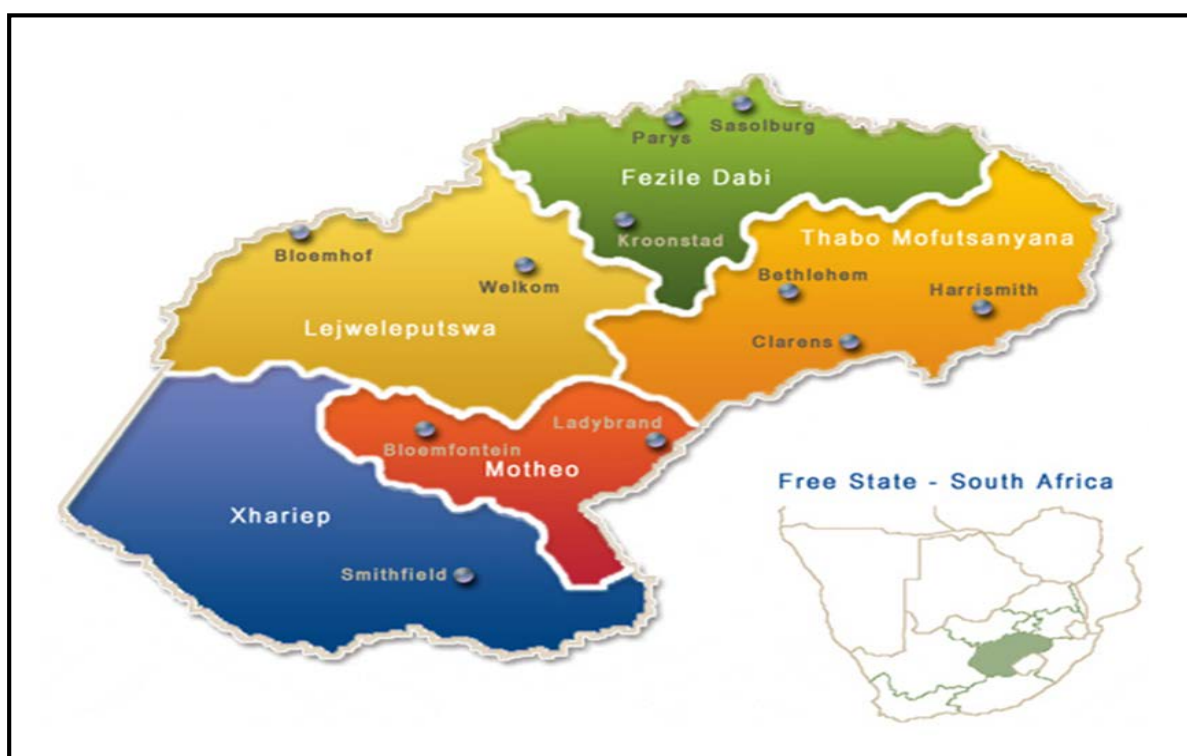 Sasolburg
Parys
Fezile Dabi
Kroonstad
Thabo Mofutsanyana
Bloemhof
Bethlehem
Welkom
Harrismith
Lejweleputswa
Clarens
Ladybrand
Bloemfontein
Motheo
Free State - South Africa
Xhariep
Smithfield